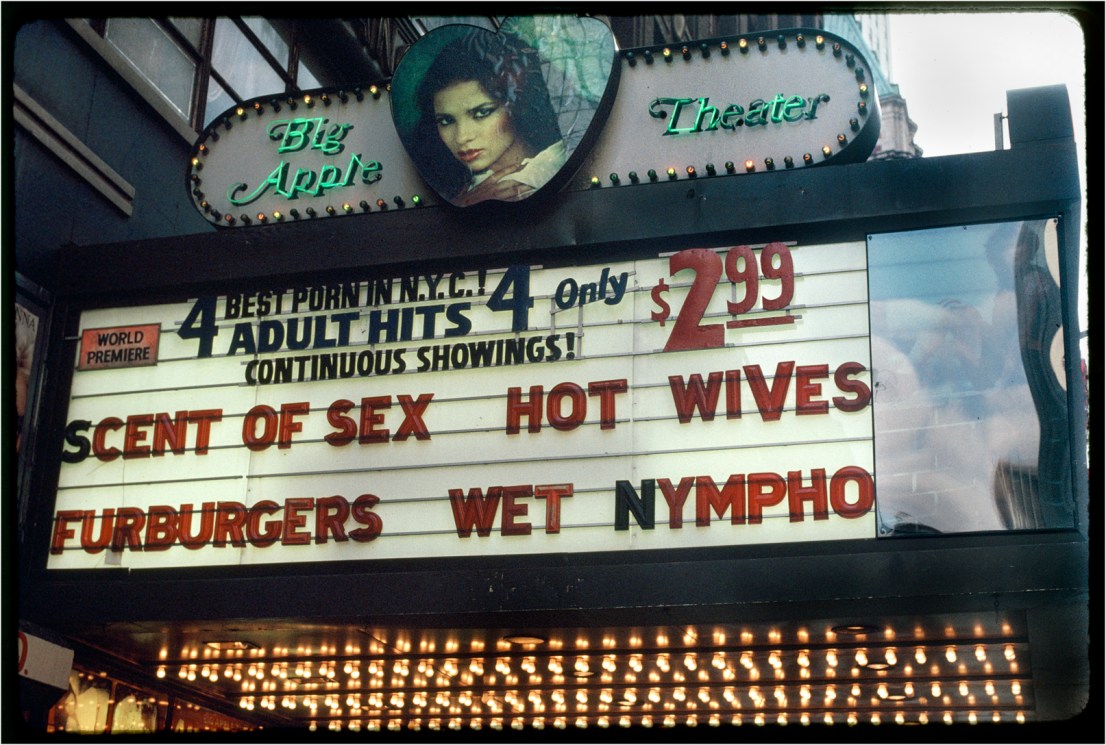 Big
Apple
Theater
WORLD
PREMIERE
4 BEST PORN IN N.Y.C.! 4 Only $2.99
ADULT HITS
CONTINUOUS SHOWINGS!
SCENT OF SEX HOT WIVES
FURBURGERS WET NYMPHO